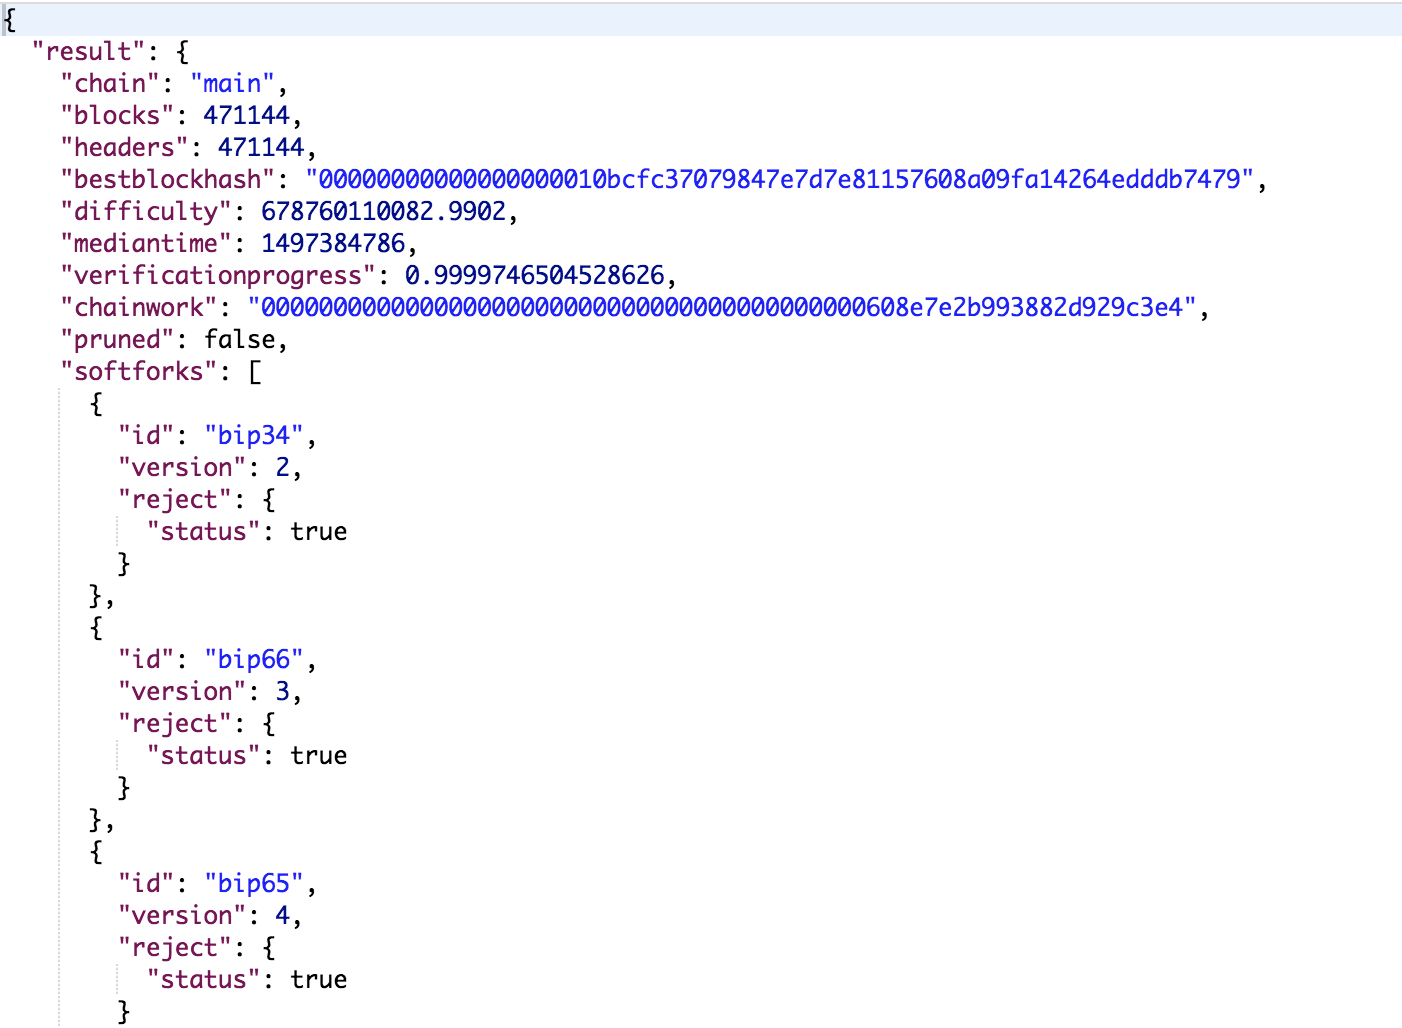 {
"result": {
"chain": "main",
"blocks": 471144,
"headers": 471144,
"bestblockhash": "00000000000000000010bcfc37079847e7d7e81157608a09fa14264edddb7479",
"difficulty": 678760110082.9902,
"mediantime": 1497384786,
"verificationprogress": 0.9999746504528626,
"chainwork": "000000000000000000000000000000000000000000608e7e2b993882d929c3e4",
"pruned": false,
"softforks": [
{
"id": "bip34",
"version": 2,
"reject": {
"status": true
}
},
{
"id": "bip66",
"version": 3,
"reject": {
"status": true
}
},
{
"id": "bip65",
"version": 4,
"reject": {
"status": true
}